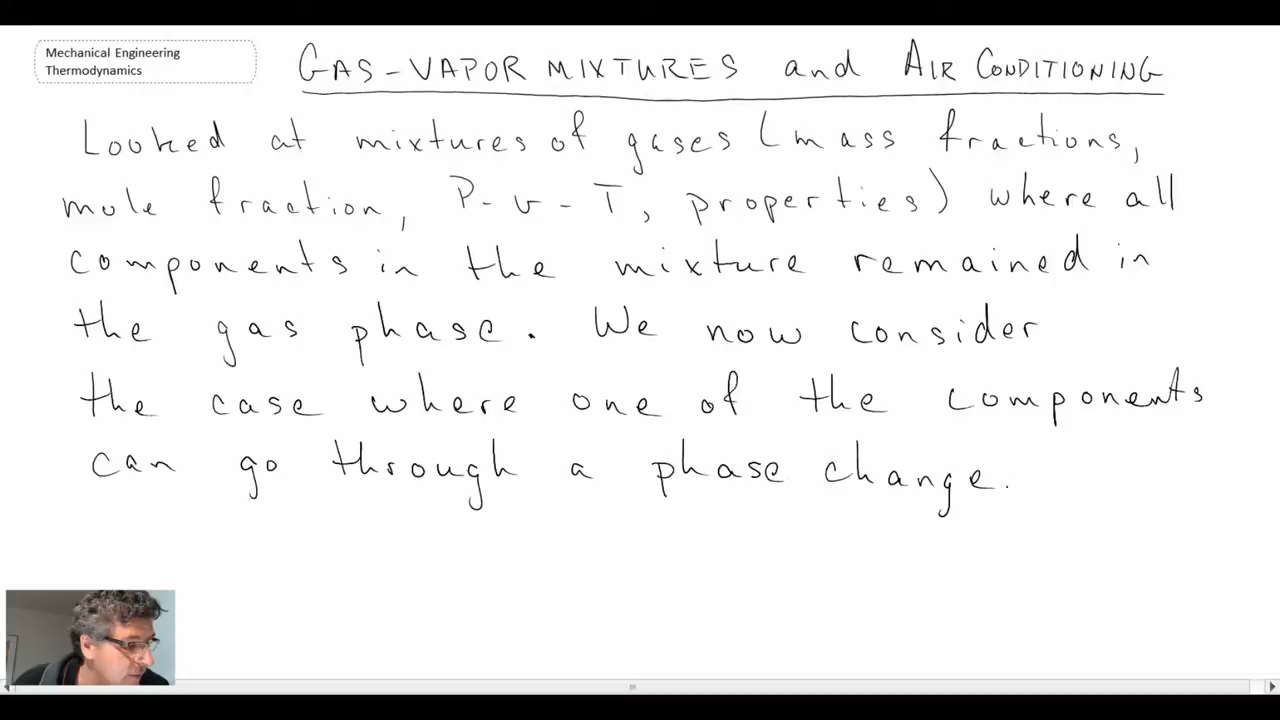 Mechanical Engineering
Thermodynamics
GAS-VAPOR MIXTURES and AIR CONDITIONING
Looked at mixtures of gases (mass fractions,
mole fraction, P-v-T, properties) where all
components in the mixture remained in
the gas phase. We now consider
the case where one of the components
can go through a phase change.